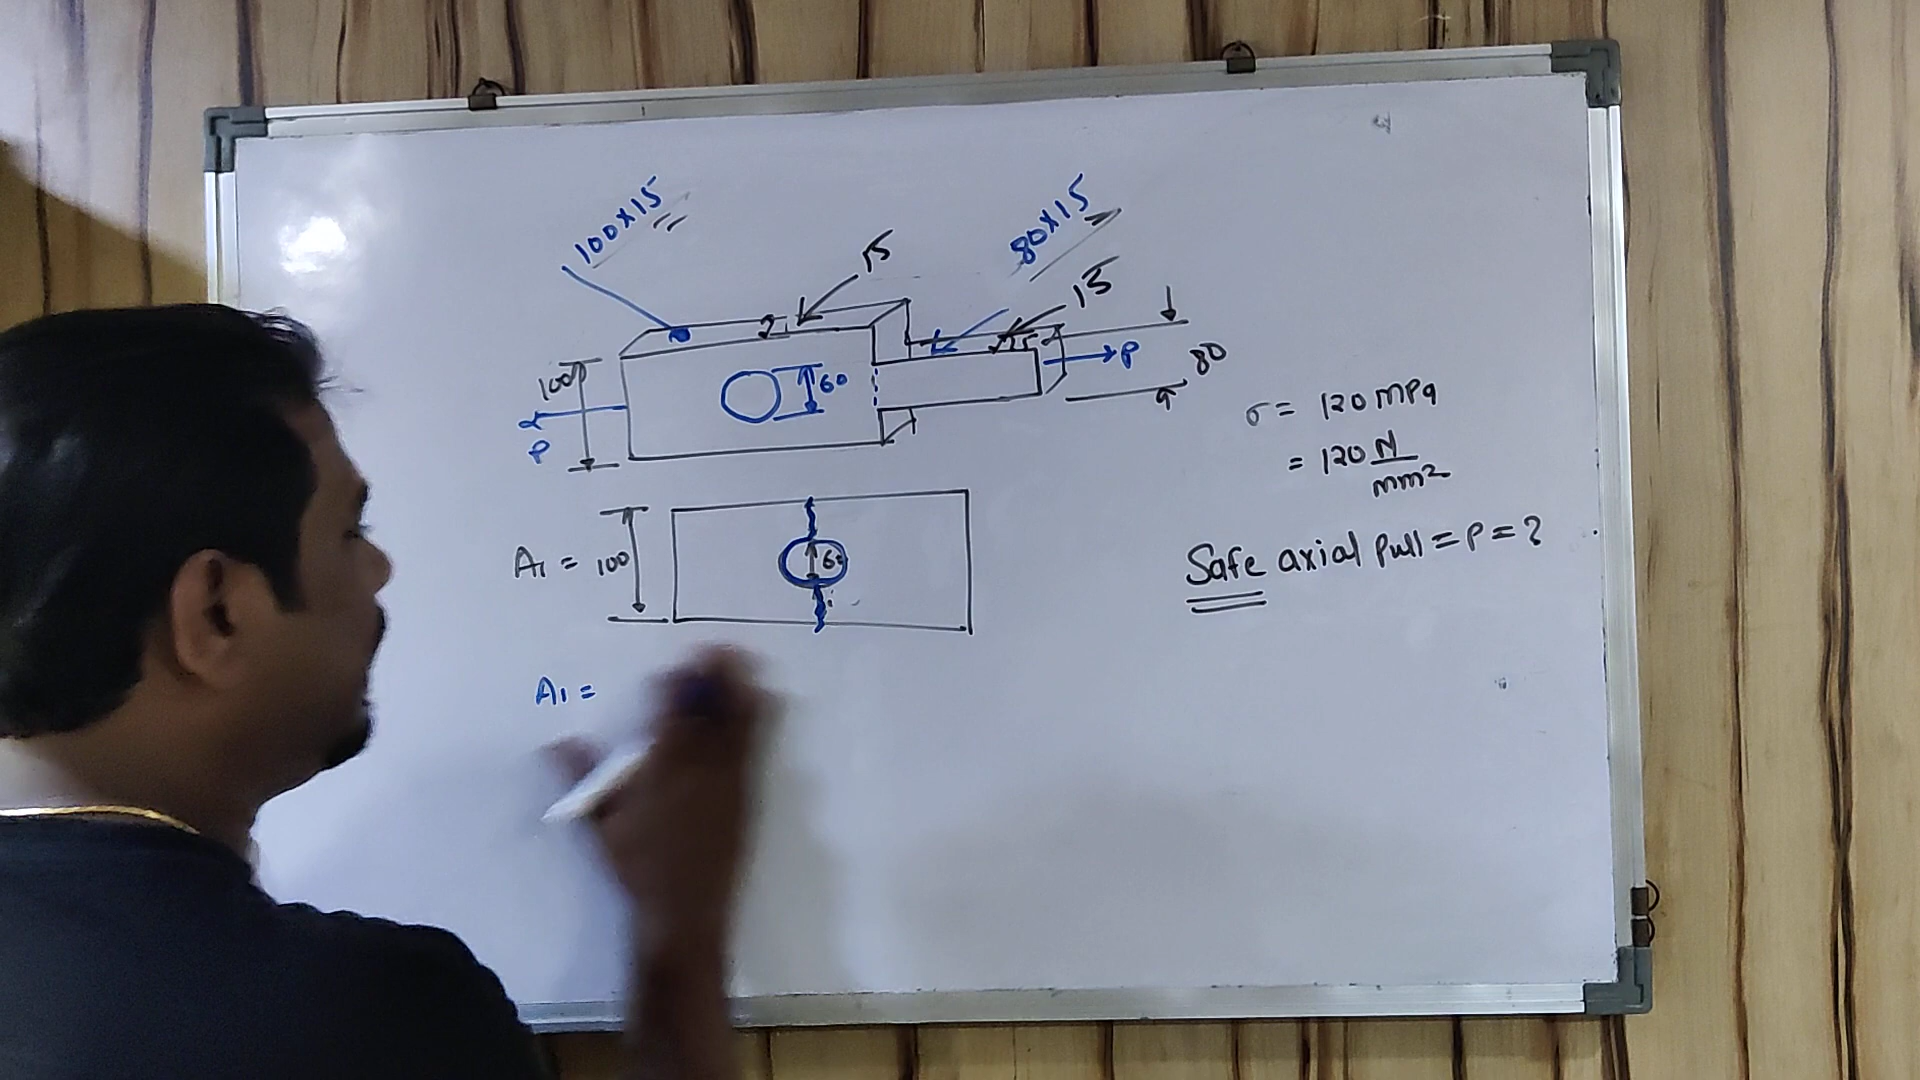 100x15
80x15
15
15
100
60
P
P
80
σ = 120 mPa
= 120 N/mm²
A1 = 100
60
Safe axial Pull = P = ?
A1 =